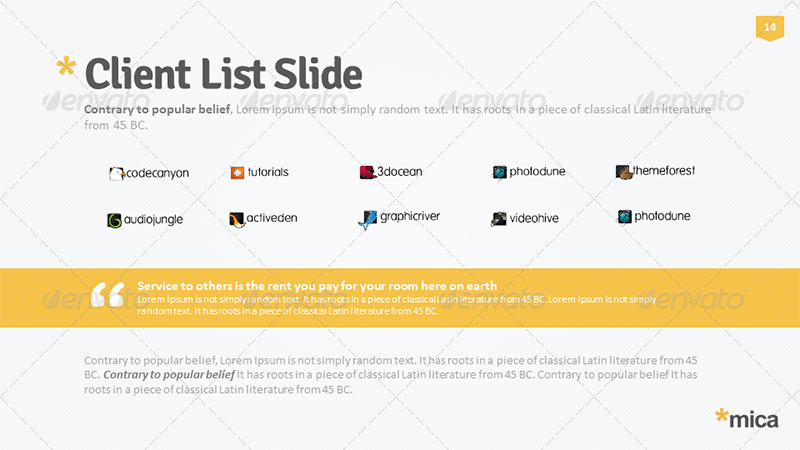 14
* Client List Slide
Contrary to popular belief, Lorem Ipsum is not simply random text. It has roots in a piece of classical Latin literature
from 45 BC.
envato envato envato envato
codecanyon tutorials 3docean photodune themeforest
audiojungle activeden graphicriver videohive photodune
Service to others is the rent you pay for your room here on earth
Lorem Ipsum is not simply random text. It has roots in a piece of classical Latin literature from 45 BC. Lorem Ipsum is not simply
random text. It has roots in a piece of classical Latin literature from 45 BC.
envato envato envato envato
Contrary to popular belief, Lorem Ipsum is not simply random text. It has roots in a piece of classical Latin literature from 45
BC. Contrary to popular belief It has roots in a piece of classical Latin literature from 45 BC. Contrary to popular belief It has
roots in a piece of classical Latin literature from 45 BC.
*mica